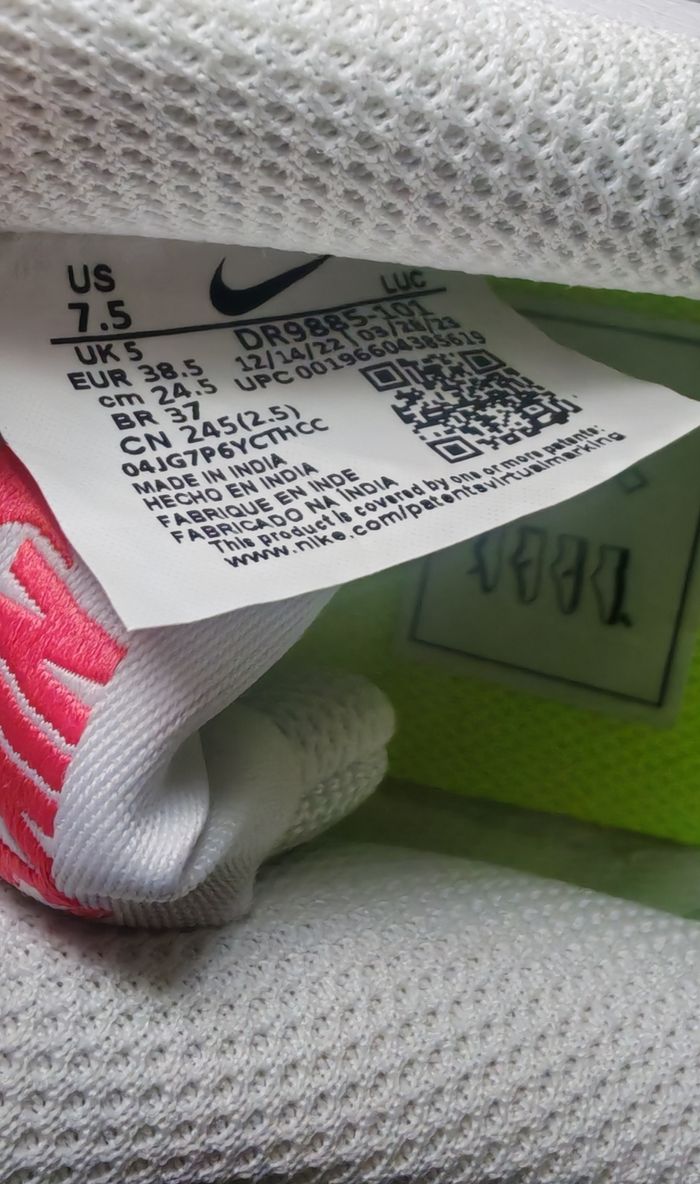 US
7.5
LUC
UK 5
DR9885-101
EUR 38.5
12/14/22 03/28/23
cm 24.5
UPC 00196604385619
BR 37
CN 245(2.5)
04JG7P6YCTHCC
MADE IN INDIA
HECHO EN INDIA
FABRIQUE EN INDE
FABRICADO NA INDIA
This product is covered by one or more patents:
www.nike.com/patentsvirtualmarking